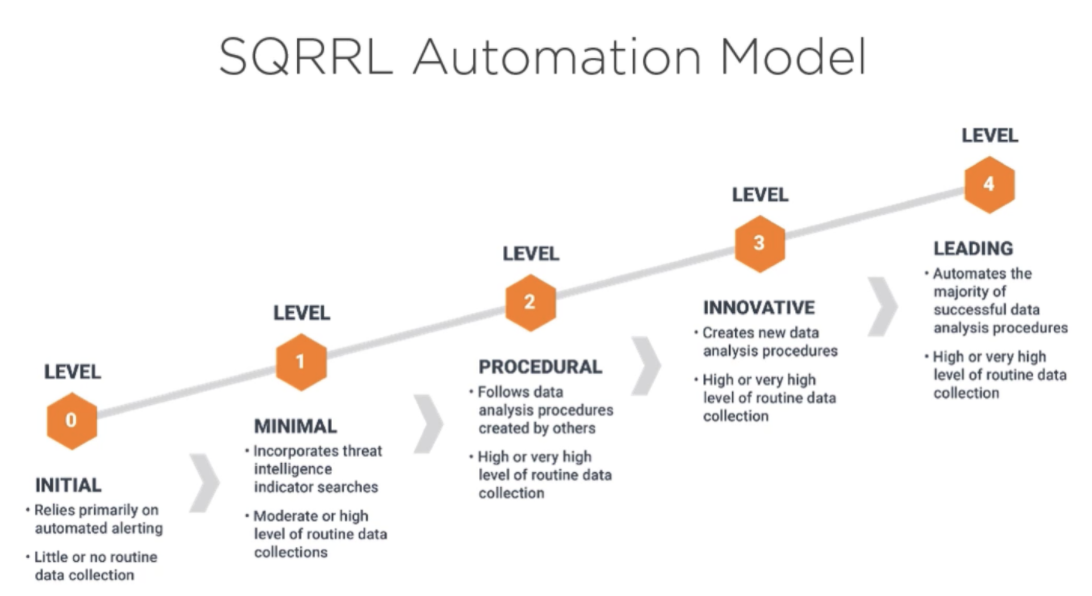 SQRRL Automation Model
LEVEL
0
INITIAL
• Relies primarily on
automated alerting
• Little or no routine
data collection
LEVEL
1
MINIMAL
• Incorporates threat
intelligence
indicator searches
• Moderate or high
level of routine data
collections
LEVEL
2
PROCEDURAL
• Follows data
analysis procedures
created by others
• High or very high
level of routine data
collection
LEVEL
3
INNOVATIVE
• Creates new data
analysis procedures
• High or very high
level of routine data
collection
LEVEL
4
LEADING
• Automates the
majority of
successful data
analysis procedures
• High or very high
level of routine data
collection